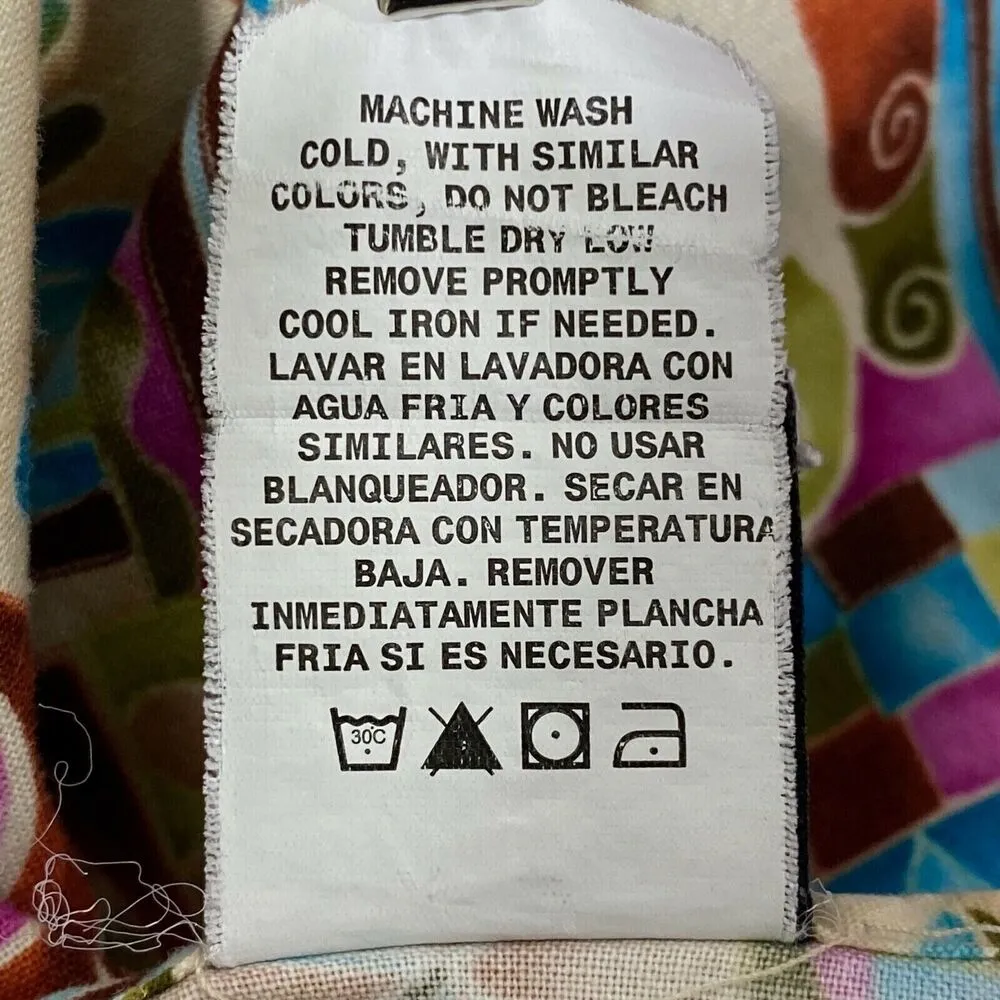 MACHINE WASH
COLD, WITH SIMILAR
COLORS, DO NOT BLEACH
TUMBLE DRY LOW
REMOVE PROMPTLY
COOL IRON IF NEEDED.
LAVAR EN LAVADORA CON
AGUA FRIA Y COLORES
SIMILARES. NO USAR
BLANQUEADOR. SECAR EN
SECADORA CON TEMPERATURA
BAJA. REMOVER
INMEDIATAMENTE PLANCHA
FRIA SI ES NECESARIO.
30C